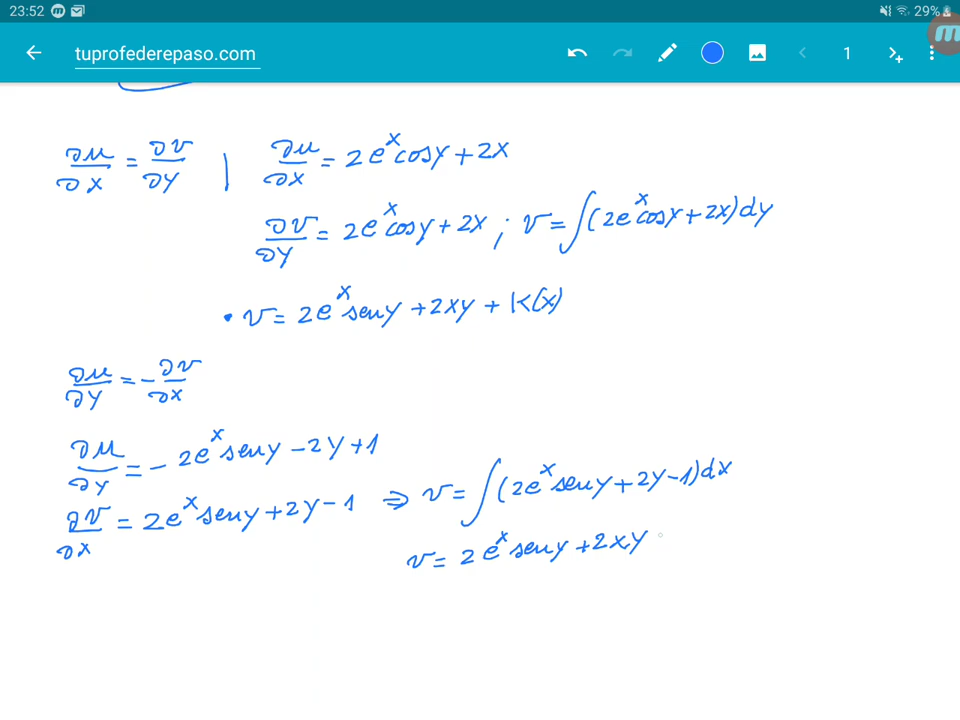 23:52 29%
tuprofederepaso.com 1
∂u/∂x = ∂v/∂y | ∂u/∂x = 2e^x cosy + 2x
∂v/∂y = 2e^x cosy + 2x ; v = ∫(2e^x cosy + 2x)dy
• v = 2e^x seny + 2xy + K(x)
∂u/∂y = -∂v/∂x
∂u/∂y = - 2e^x seny - 2y + 1
∂v/∂x = 2e^x seny + 2y - 1 ⇒ v = ∫(2e^x seny + 2y - 1)dx
v = 2e^x seny + 2xy